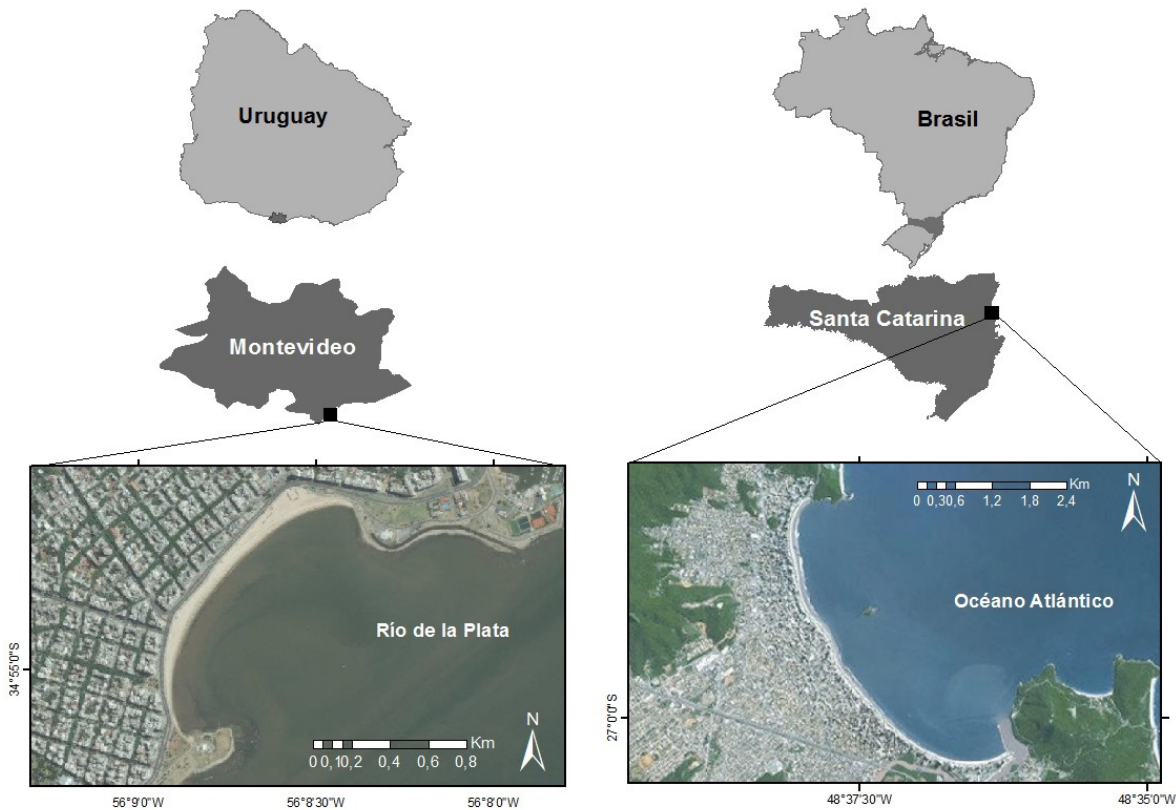 Uruguay
Brasil
Montevideo
Santa Catarina
Río de la Plata
N
Km
0 0,10,2 0,4 0,6 0,8
34°55'0"S
56°9'0"W
56°8'30"W
56°8'0"W
Km
0 0,30,6 1,2 1,8 2,4
N
Océano Atlántico
27°0'0"S
48°37'30"W
48°35'0"W